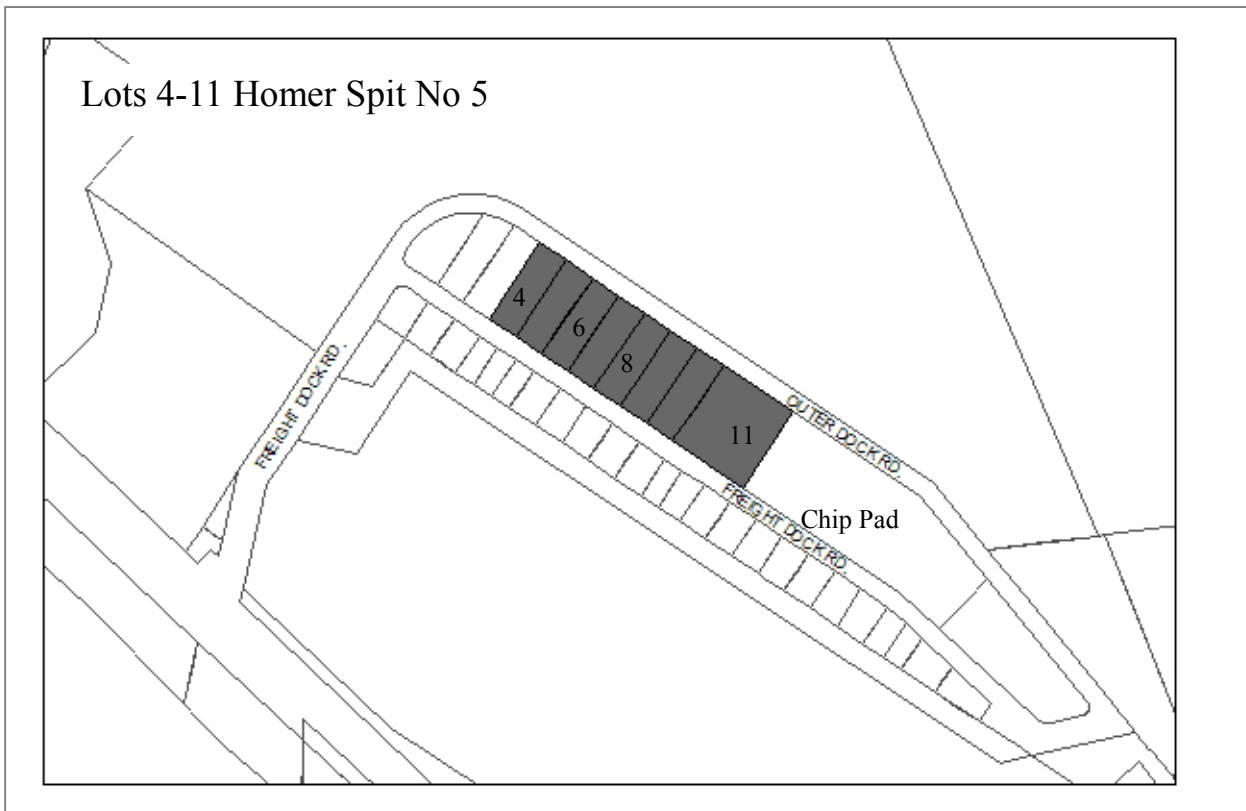 Lots 4-11 Homer Spit No 5
4
6
8
11
OUTER DOCK RD.
FREIGHT DOCK RD.
FREIGHT DOCK RD.
Chip Pad